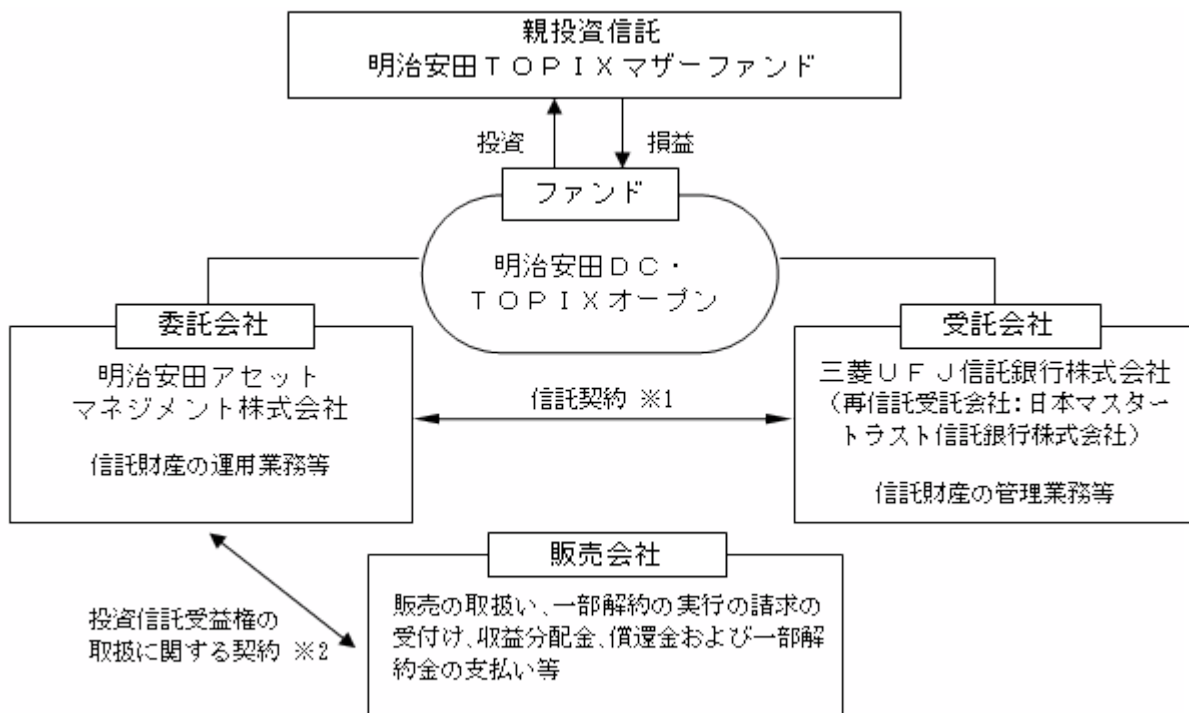 親投資信託
明治安田ＴＯＰＩＸマザーファンド
投資
損益
ファンド
明治安田ＤＣ・
ＴＯＰＩＸオープン
委託会社
明治安田アセット
マネジメント株式会社
信託財産の運用業務等
信託契約 ※1
受託会社
三菱ＵＦＪ信託銀行株式会社
（再信託受託会社：日本マスター
トラスト信託銀行株式会社）
信託財産の管理業務等
投資信託受益権の
取扱に関する契約 ※2
販売会社
販売の取扱い、一部解約の実行の請求の
受付け、収益分配金、償還金および一部解
約金の支払い等